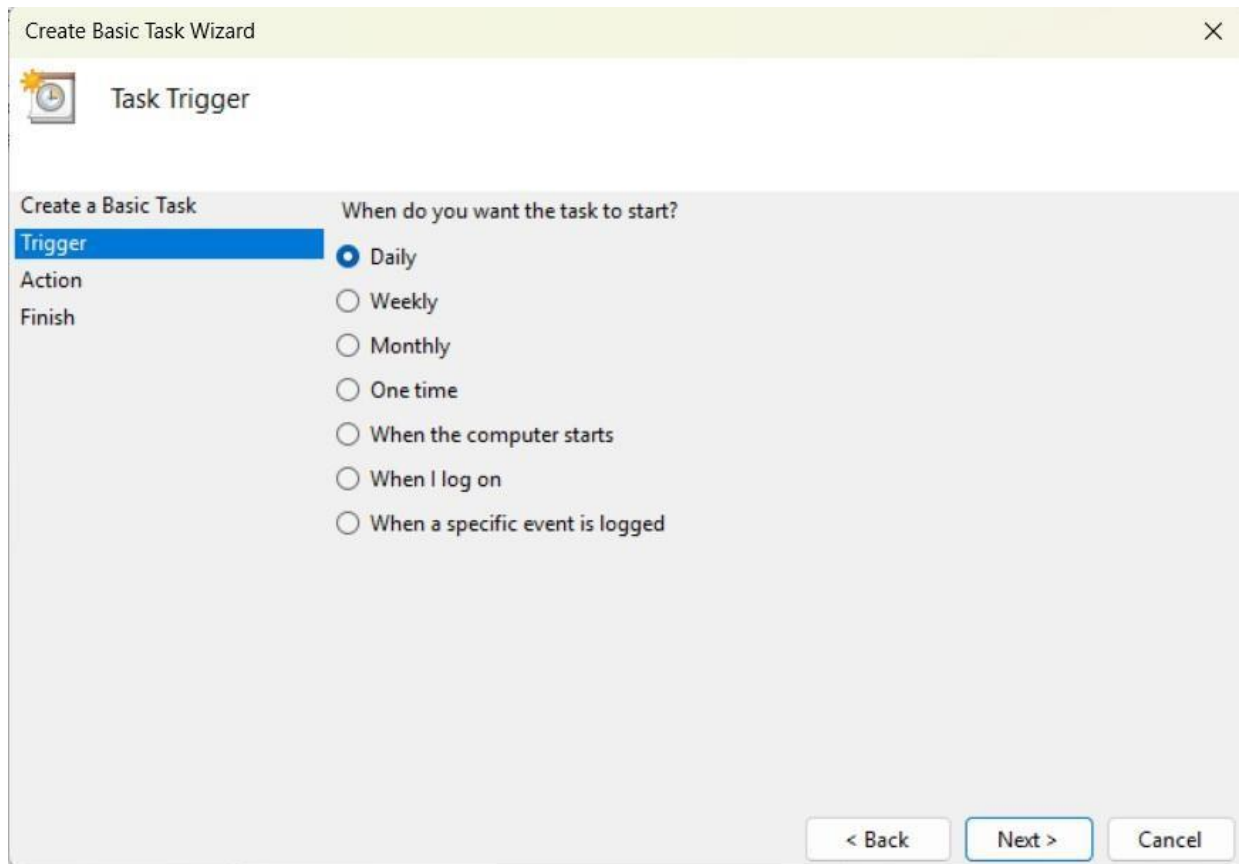 Create Basic Task Wizard
Task Trigger
Create a Basic Task
Trigger
Action
Finish
When do you want the task to start?
Daily
Weekly
Monthly
One time
When the computer starts
When I log on
When a specific event is logged
< Back
Next >
Cancel